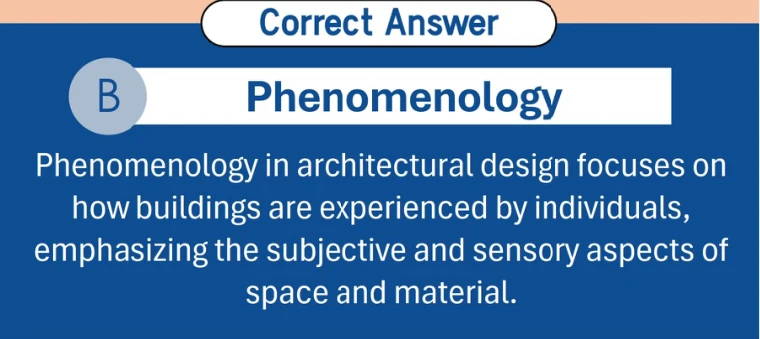 Correct Answer
B
Phenomenology
Phenomenology in architectural design focuses on
how buildings are experienced by individuals,
emphasizing the subjective and sensory aspects of
space and material.